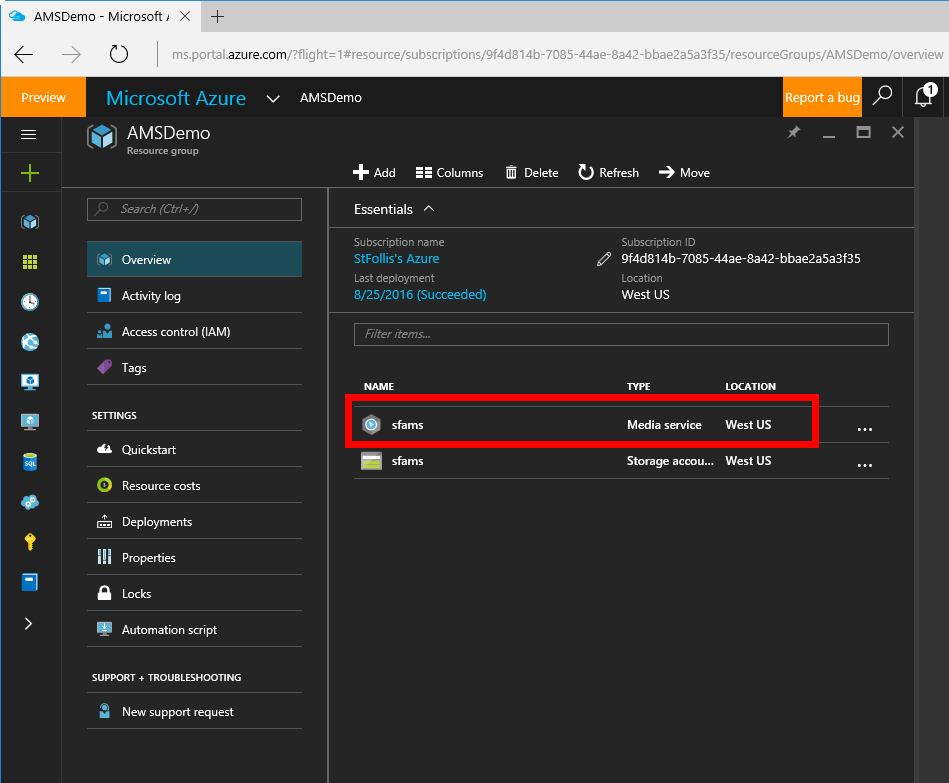 AMSDemo - Microsoft A
ms.portal.azure.com/?flight=1#resource/subscriptions/9f4d814b-7085-44ae-8a42-bbae2a5a3f35/resourceGroups/AMSDemo/overview
Preview
Microsoft Azure
AMSDemo
Report a bug
1
AMSDemo
Resource group
Add
Columns
Delete
Refresh
Move
Search (Ctrl+/)
Overview
Activity log
Access control (IAM)
Tags
SETTINGS
Quickstart
Resource costs
Deployments
Properties
Locks
Automation script
SUPPORT + TROUBLESHOOTING
New support request
SQL
Essentials
Subscription name
StFollis's Azure
Subscription ID
9f4d814b-7085-44ae-8a42-bbae2a5a3f35
Last deployment
8/25/2016 (Succeeded)
Location
West US
Filter items...
NAME TYPE LOCATION
sfams Media service West US ...
sfams Storage accou... West US ...